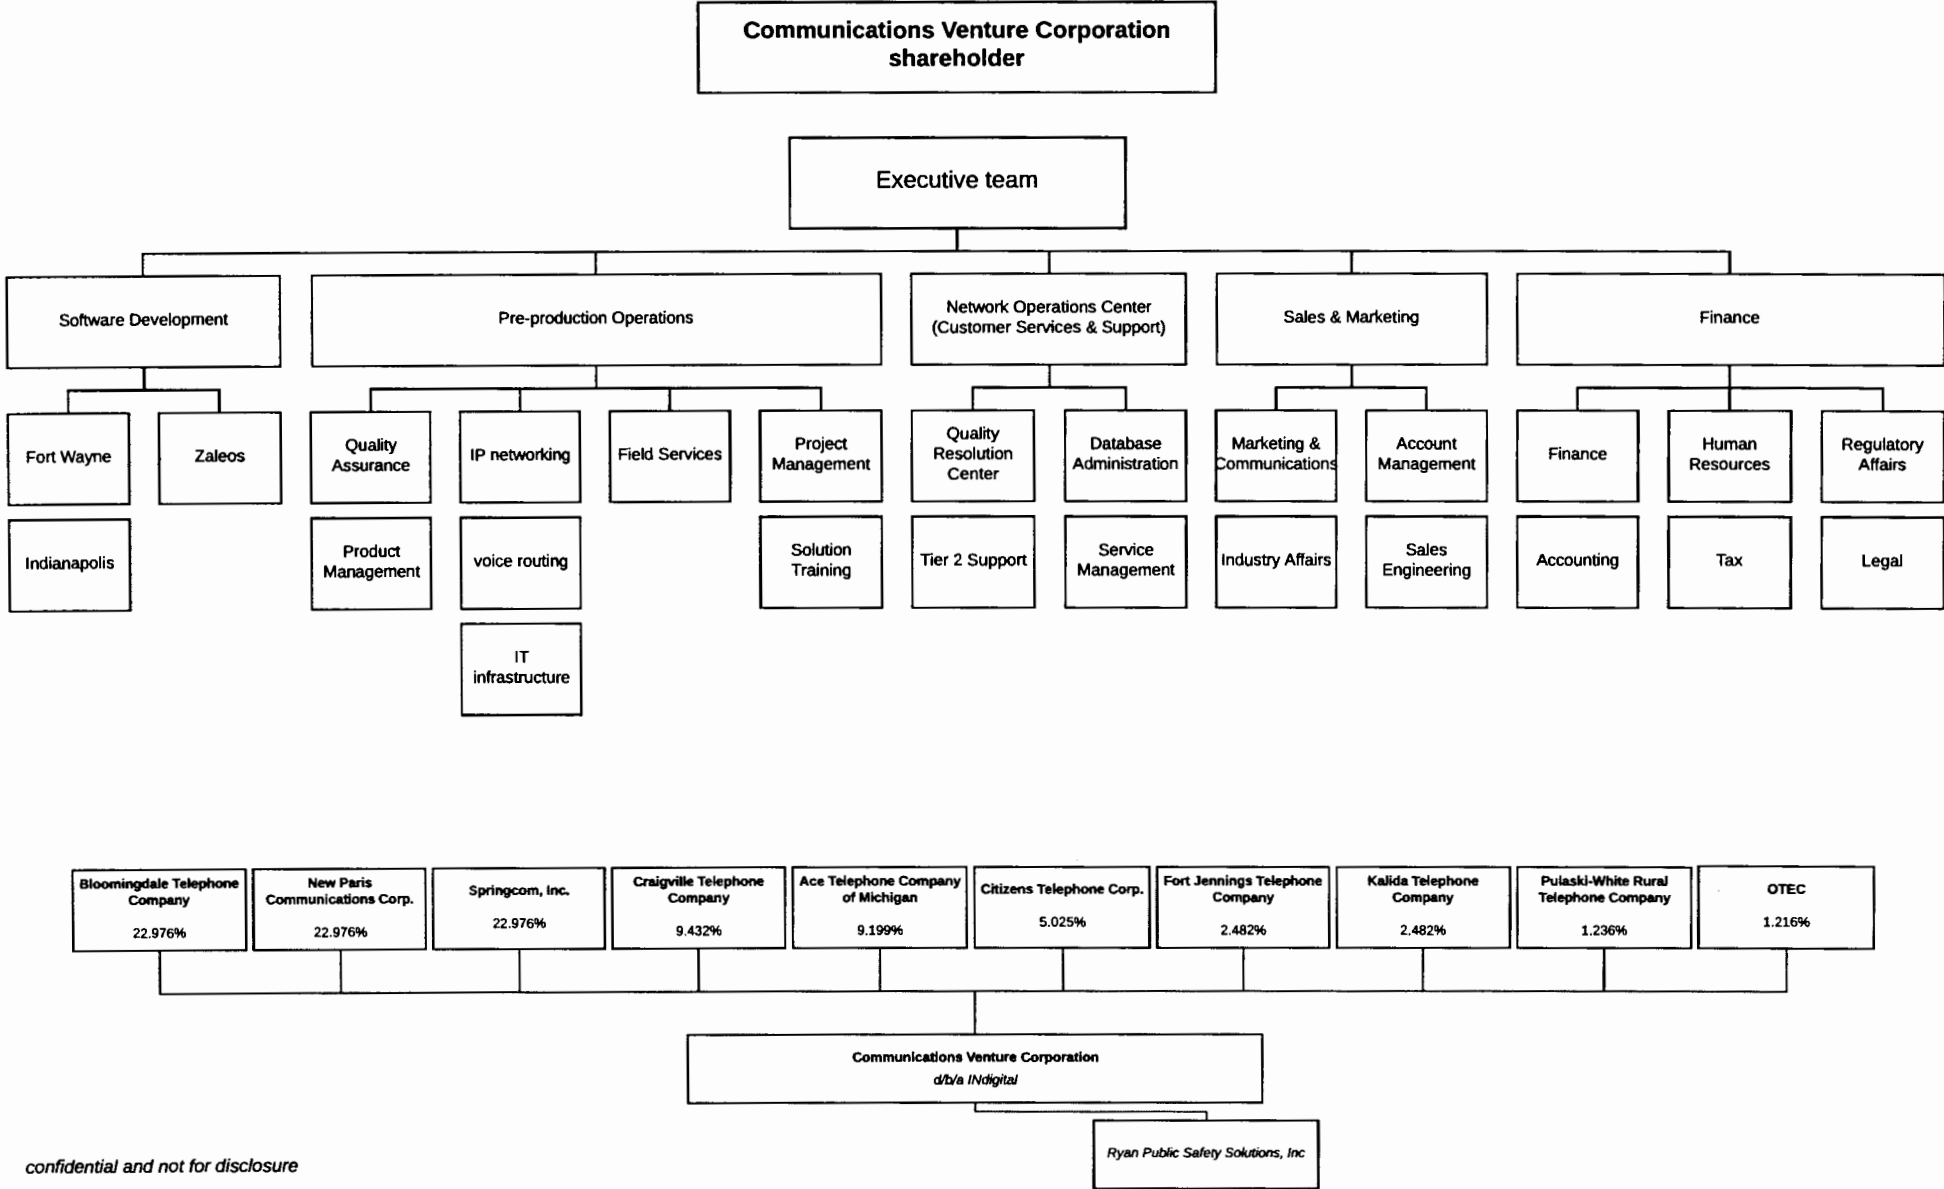 Communications Venture Corporation
shareholder
Executive team
Software Development
Pre-production Operations
Network Operations Center
(Customer Services & Support)
Sales & Marketing
Finance
Fort Wayne
Zaleos
Quality
Assurance
IP networking
Field Services
Project
Management
Quality
Resolution
Center
Database
Administration
Marketing &
Communications
Account
Management
Finance
Human
Resources
Regulatory
Affairs
Indianapolis
Product
Management
voice routing
Solution
Training
Tier 2 Support
Service
Management
Industry Affairs
Sales
Engineering
Accounting
Tax
Legal
IT
infrastructure
Bloomingdale Telephone
Company
22.976%
New Paris
Communications Corp.
22.976%
Springcom, Inc.
22.976%
Craigville Telephone
Company
9.432%
Ace Telephone Company
of Michigan
9.199%
Citizens Telephone Corp.
5.025%
Fort Jennings Telephone
Company
2.482%
Kalida Telephone
Company
2.482%
Pulaski-White Rural
Telephone Company
1.236%
OTEC
1.216%
Communications Venture Corporation
d/b/a INdigital
Ryan Public Safety Solutions, Inc
confidential and not for disclosure